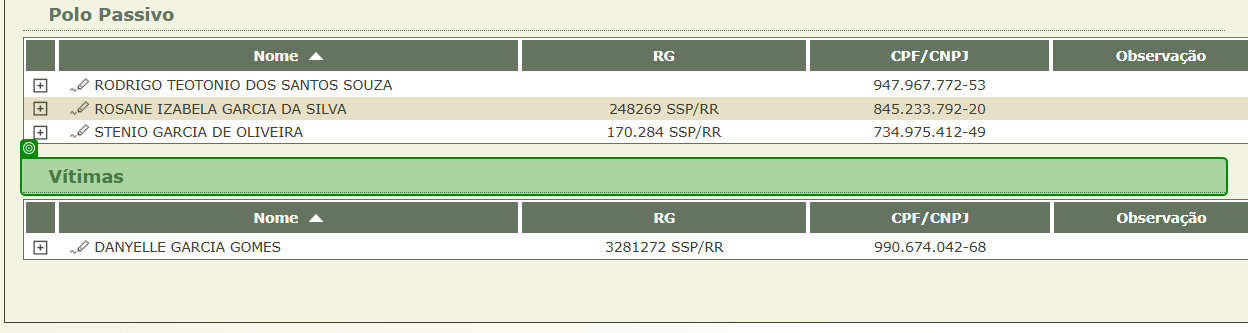 Polo Passivo
Nome RG CPF/CNPJ Observação
RODRIGO TEOTONIO DOS SANTOS SOUZA 947.967.772-53
ROSANE IZABELA GARCIA DA SILVA 248269 SSP/RR 845.233.792-20
STENIO GARCIA DE OLIVEIRA 170.284 SSP/RR 734.975.412-49
Vítimas
Nome RG CPF/CNPJ Observação
DANYELLE GARCIA GOMES 3281272 SSP/RR 990.674.042-68